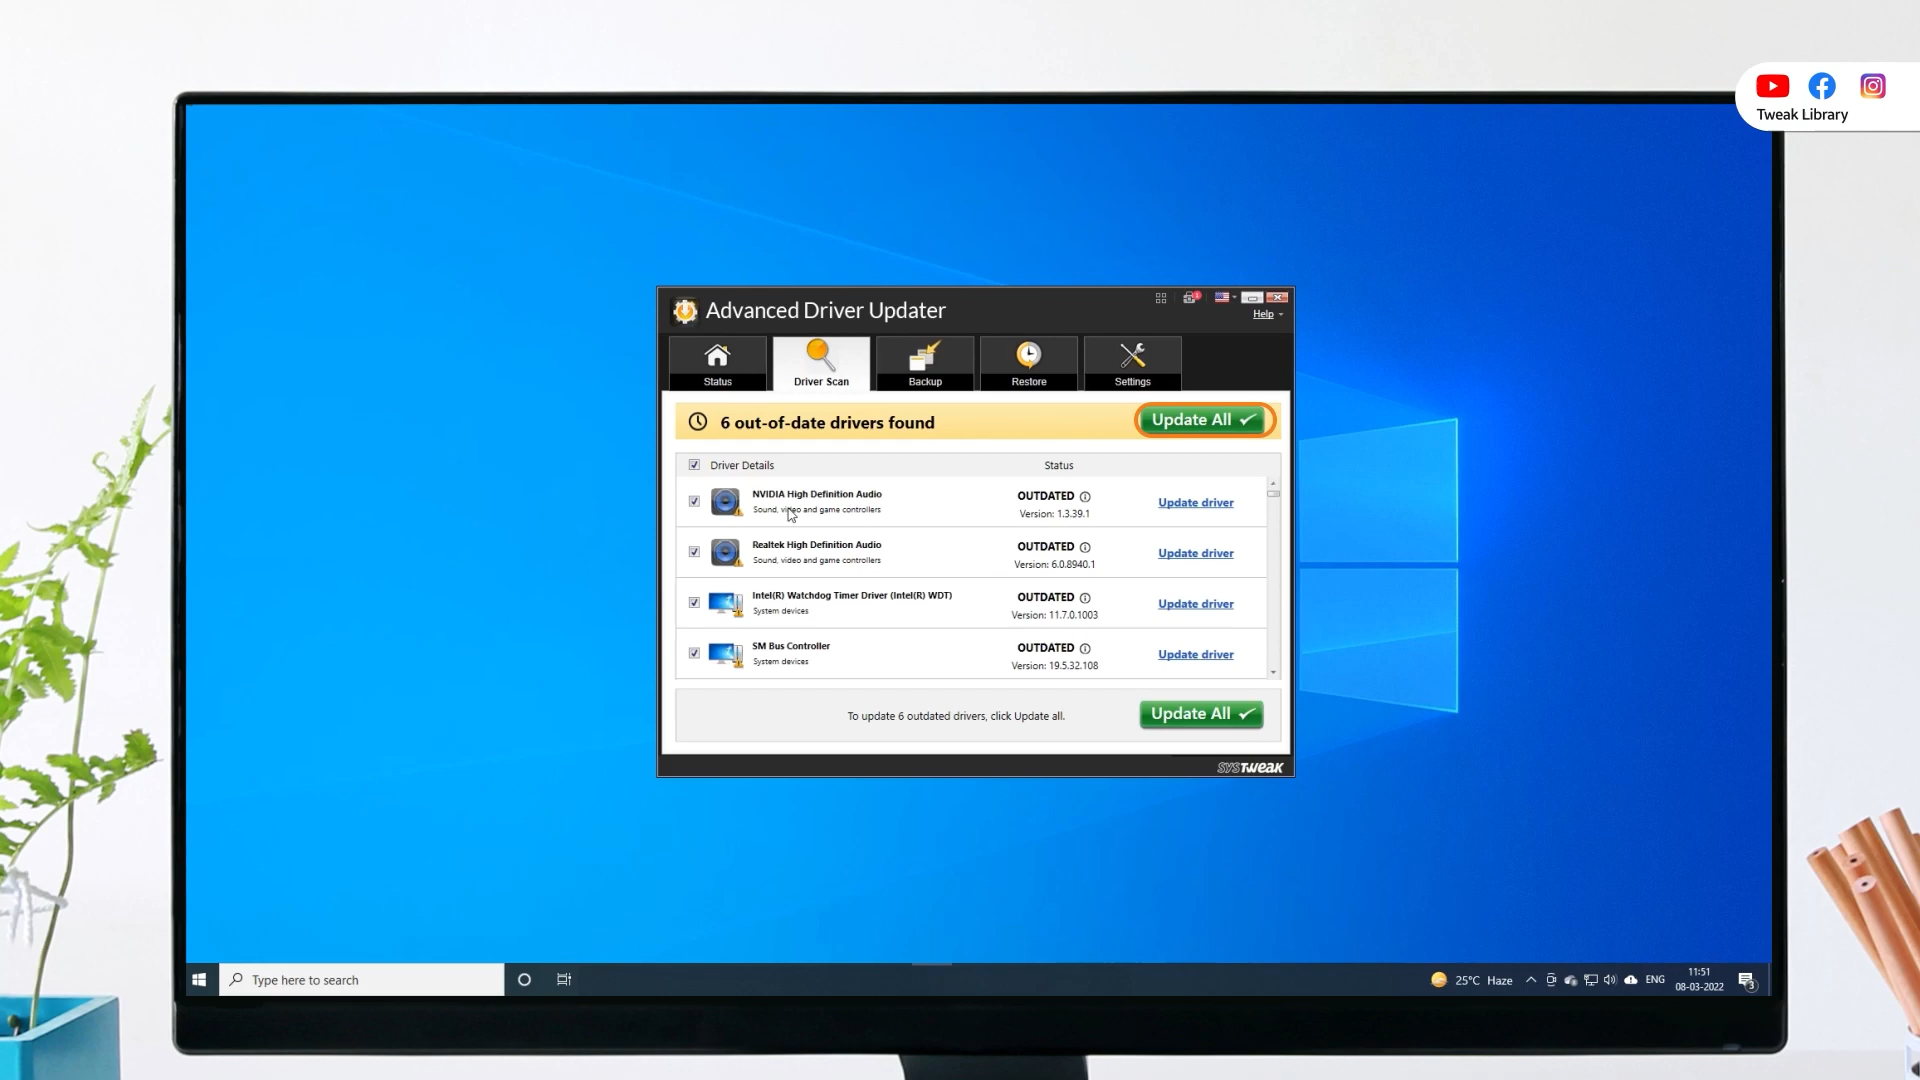 Tweak Library
Advanced Driver Updater
Help
Status
Driver Scan
Backup
Restore
Settings
6 out-of-date drivers found
Update All
Driver Details Status
NVIDIA High Definition Audio
Sound, video and game controllers
OUTDATED
Version: 1.3.39.1
Update driver
Realtek High Definition Audio
Sound, video and game controllers
OUTDATED
Version: 6.0.8940.1
Update driver
Intel(R) Watchdog Timer Driver (Intel(R) WDT)
System devices
OUTDATED
Version: 11.7.0.1003
Update driver
SM Bus Controller
System devices
OUTDATED
Version: 19.5.32.108
Update driver
To update 6 outdated drivers, click Update all.
Update All
SYSTWEAK
Type here to search
25°C Haze
ENG
11:51
08-03-2022
3